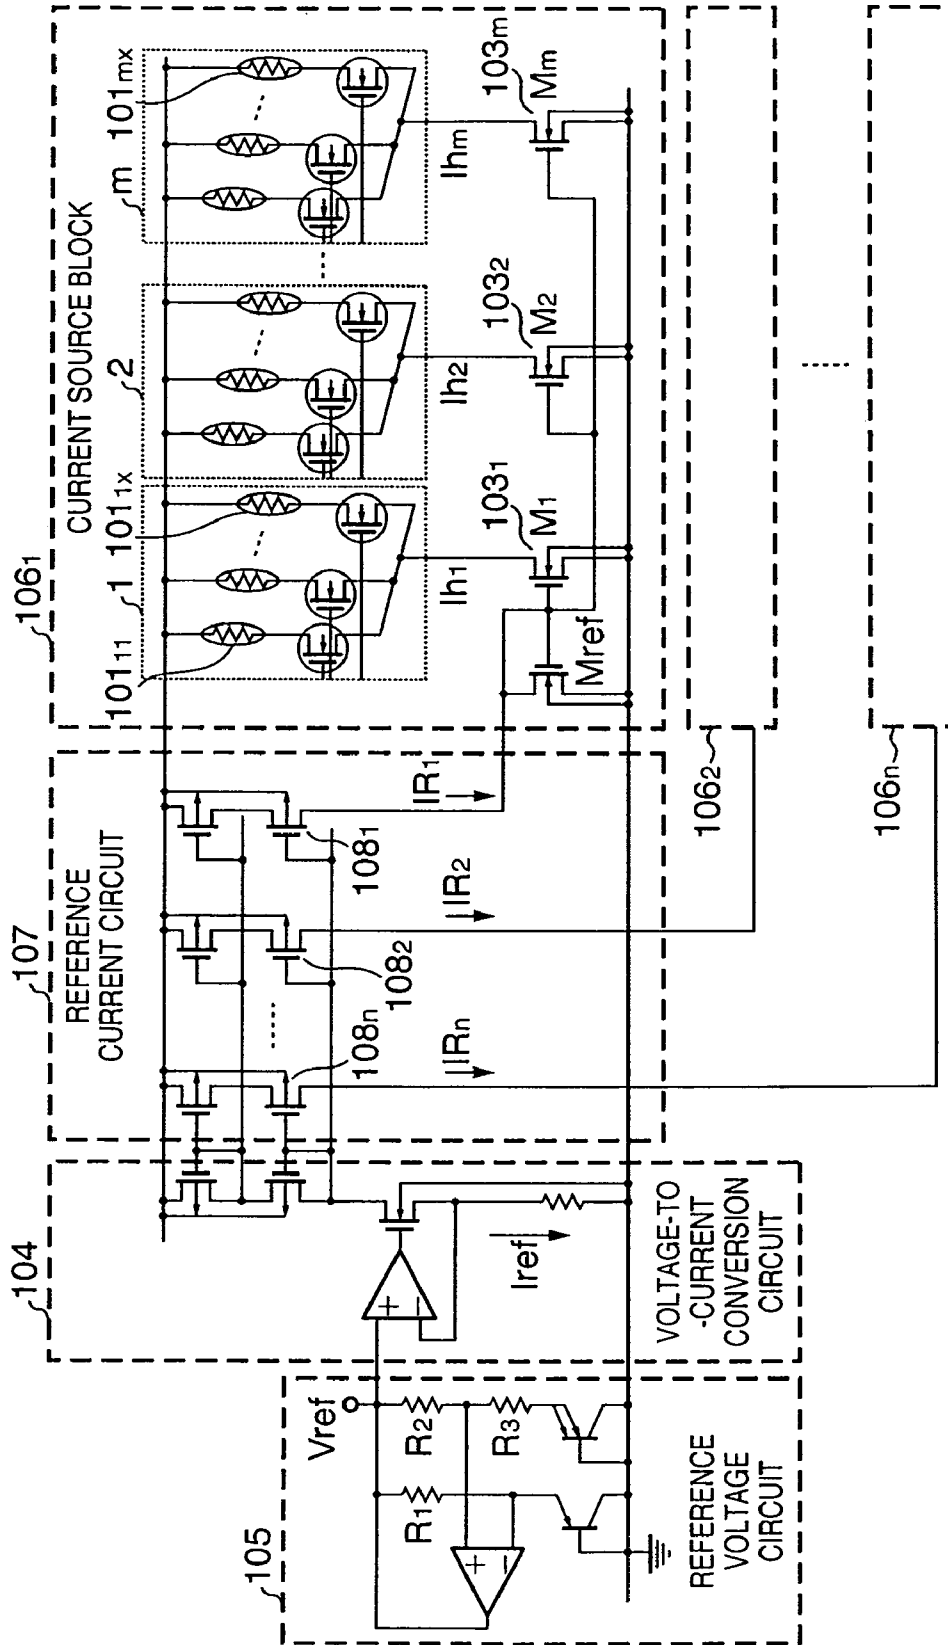 106₁
CURRENT SOURCE BLOCK
101₁₁
1
101₁ₓ
2
m
101ₘₓ
Ih₁
Ih₂
Ihm
103₁
M₁
103₂
M₂
103m
Mm
Mref
106₂
106n
107
REFERENCE
CURRENT CIRCUIT
108n
108₂
108₁
IRn
IR₂
IR₁
104
+
−
Iref
VOLTAGE-TO
-CURRENT
CONVERSION
CIRCUIT
105
Vref
R₁
R₂
R₃
+
−
REFERENCE
VOLTAGE
CIRCUIT